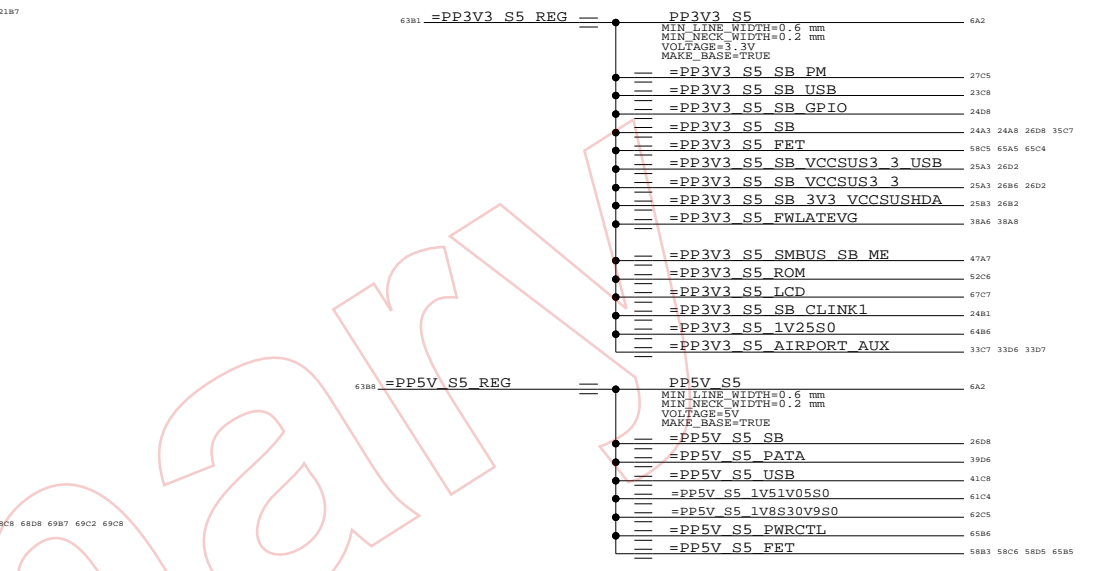 21B7
63B1 =PP3V3_S5_REG PP3V3_S5 6A2
MIN_LINE_WIDTH=0.6 mm
MIN_NECK_WIDTH=0.2 mm
VOLTAGE=3.3V
MAKE_BASE=TRUE
=PP3V3_S5_SB_PM 27C5
=PP3V3_S5_SB_USB 23C8
=PP3V3_S5_SB_GPIO 24D8
=PP3V3_S5_SB 24A3 24A8 26D8 35C7
=PP3V3_S5_FET 58C5 65A5 65C4
=PP3V3_S5_SB_VCCSUS3_3_USB 25A3 26D2
=PP3V3_S5_SB_VCCSUS3_3 25A3 26B6 26D2
=PP3V3_S5_SB_3V3_VCCSUSHDA 25B3 26B2
=PP3V3_S5_FWLATEVG 38A6 38A8
=PP3V3_S5_SMBUS_SB_ME 47A7
=PP3V3_S5_ROM 52C6
=PP3V3_S5_LCD 67C7
=PP3V3_S5_SB_CLINK1 24B1
=PP3V3_S5_1V25S0 64B6
=PP3V3_S5_AIRPORT_AUX 33C7 33D6 33D7
63B8 =PP5V_S5_REG PP5V_S5 6A2
MIN_LINE_WIDTH=0.6 mm
MIN_NECK_WIDTH=0.2 mm
VOLTAGE=5V
MAKE_BASE=TRUE
=PP5V_S5_SB 26D8
=PP5V_S5_PATA 39D6
=PP5V_S5_USB 41C8
=PP5V_S5_1V51V05S0 61C4
=PP5V_S5_1V8S30V9S0 62C5
8C8 68D8 69B7 69C2 69C8
=PP5V_S5_PWRCTL 65B6
=PP5V_S5_FET 58B3 58C6 58D5 65B5
ary